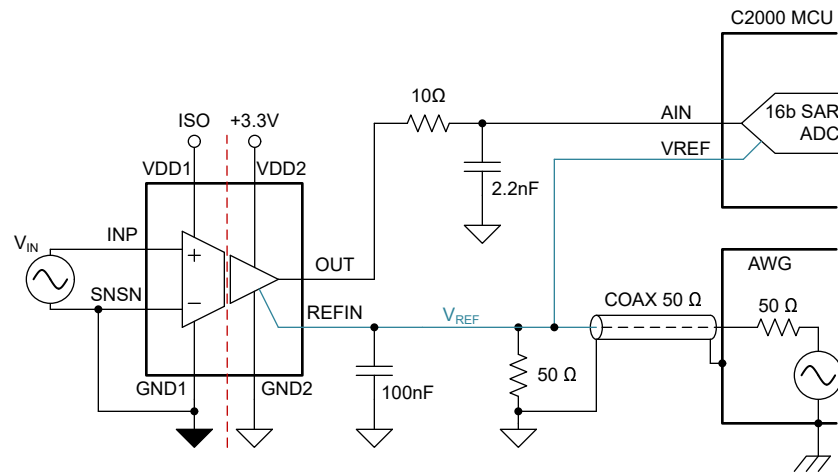 C2000 MCU
10Ω
AIN
16b SAR
ADC
VREF
2.2nF
ISO
+3.3V
VDD1
VDD2
INP
VIN
+
−
SNSN
OUT
REFIN
VREF
GND1
GND2
100nF
50 Ω
COAX 50 Ω
AWG
50 Ω